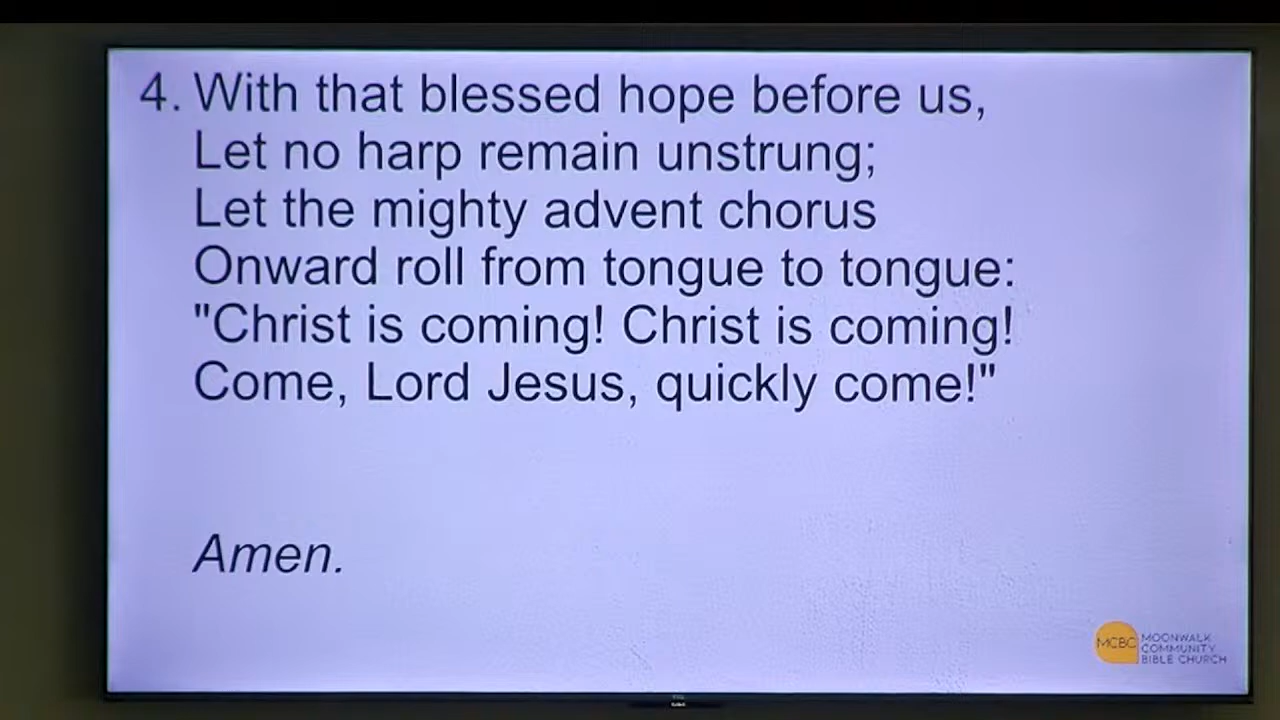 4. With that blessed hope before us,
Let no harp remain unstrung;
Let the mighty advent chorus
Onward roll from tongue to tongue:
"Christ is coming! Christ is coming!
Come, Lord Jesus, quickly come!"
Amen.
MCBC
MOONWALK
COMMUNITY
BIBLE CHURCH